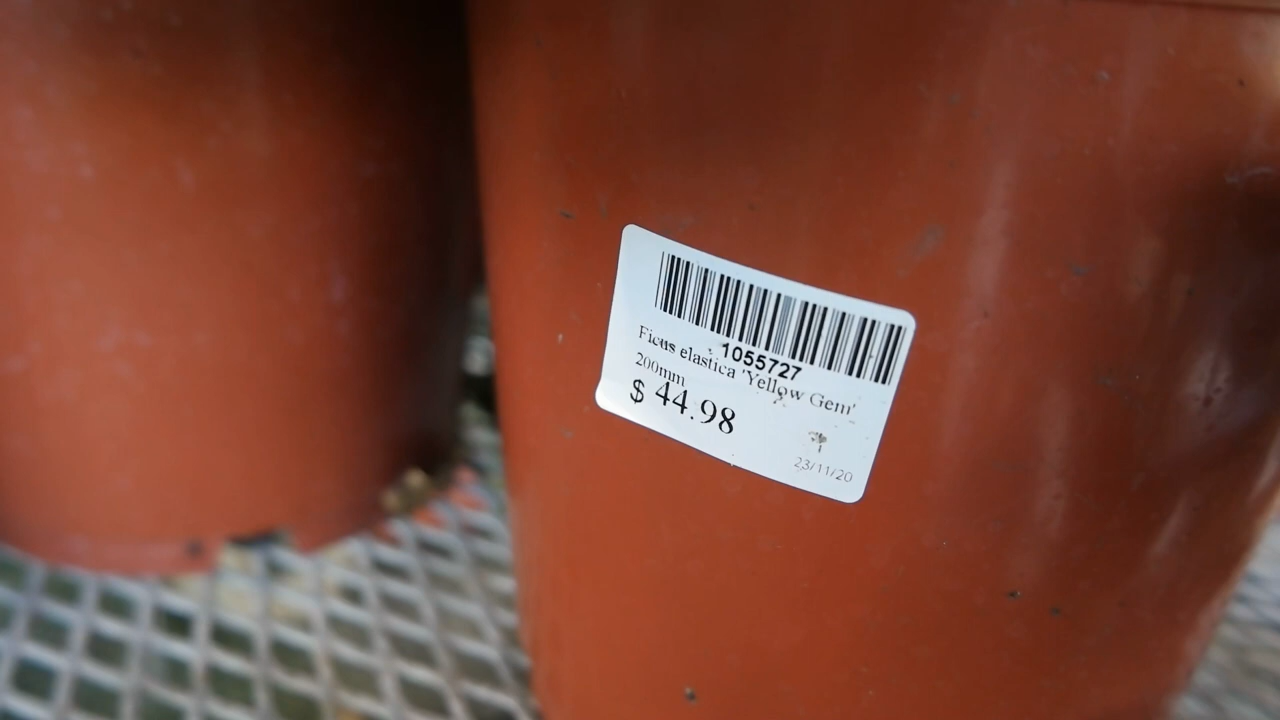 1055727
Ficus elastica 'Yellow Gem'
200mm
$ 44.98
23/11/20